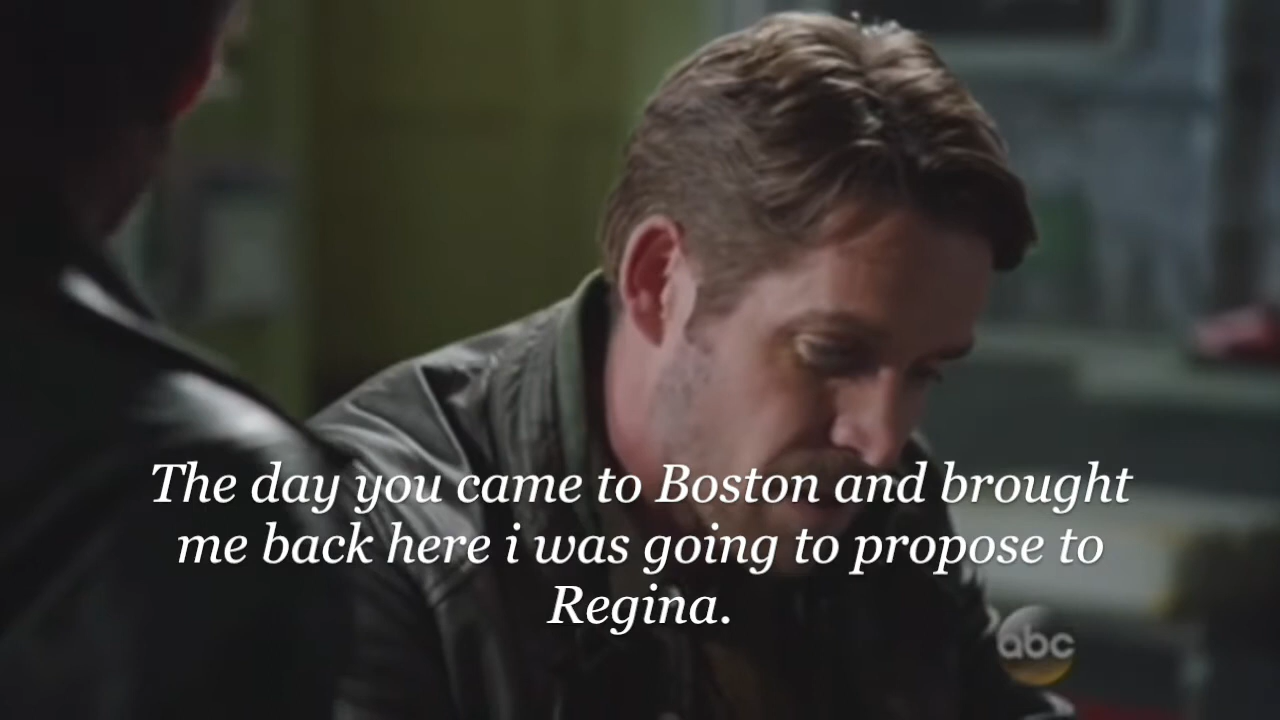 The day you came to Boston and brought
me back here i was going to propose to
Regina.
abc